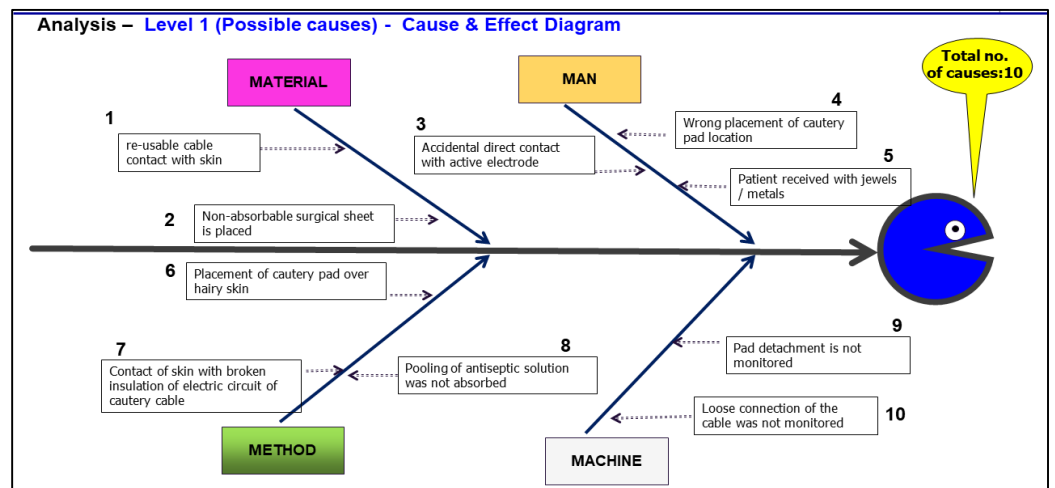 Analysis – Level 1 (Possible causes) - Cause & Effect Diagram
Total no.
of causes:10
MATERIAL
MAN
1
re-usable cable
contact with skin
2
Non-absorbable surgical sheet
is placed
3
Accidental direct contact
with active electrode
4
Wrong placement of cautery
pad location
5
Patient received with jewels
/ metals
6
Placement of cautery pad over
hairy skin
7
Contact of skin with broken
insulation of electric circuit of
cautery cable
8
Pooling of antiseptic solution
was not absorbed
9
Pad detachment is not
monitored
10
Loose connection of the
cable was not monitored
METHOD
MACHINE